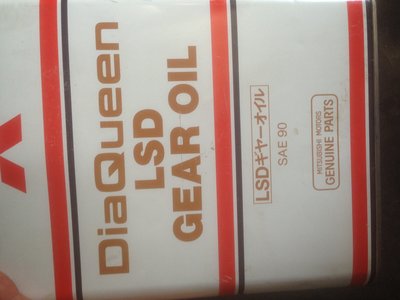 DiaQueen
LSD
GEAR OIL
LSDギヤーオイル
SAE 90
MITSUBISHI MOTORS
GENUINE PARTS